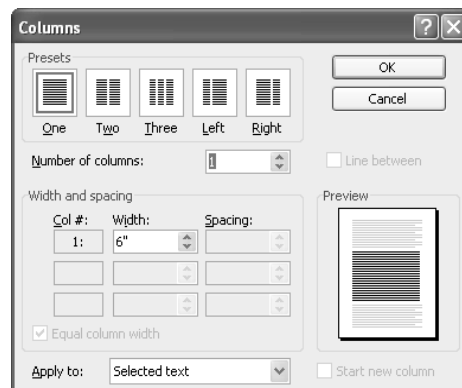 Columns
Presets
One Two Three Left Right
OK
Cancel
Number of columns: 1
Line between
Width and spacing
Col #: Width: Spacing:
1: 6"
Equal column width
Preview
Apply to: Selected text
Start new column